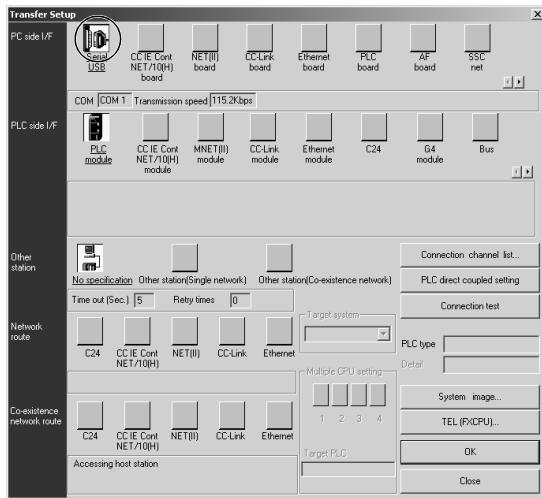 Transfer Setup
PC side I/F
Serial
USB
CC IE Cont
NET/10(H)
board
NET(II)
board
CC-Link
board
Ethernet
board
PLC
board
AF
board
SSC
net
COM COM 1 Transmission speed 115.2Kbps
PLC side I/F
PLC
module
CC IE Cont
NET/10(H)
module
MNET(II)
module
CC-Link
module
Ethernet
module
C24
G4
module
Bus
Other
station
No specification
Other station(Single network)
Other station(Co-existence network)
Time out (Sec.) 5 Retry times 0
Connection channel list...
PLC direct coupled setting
Connection test
Target system
PLC type
Detail
Network
route
C24
CC IE Cont
NET/10(H)
NET(II)
CC-Link
Ethernet
Multiple CPU setting
1 2 3 4
Target PLC
System image...
TEL (FXCPU)...
OK
Close
Co-existence
network route
C24
CC IE Cont
NET/10(H)
NET(II)
CC-Link
Ethernet
Accessing host station